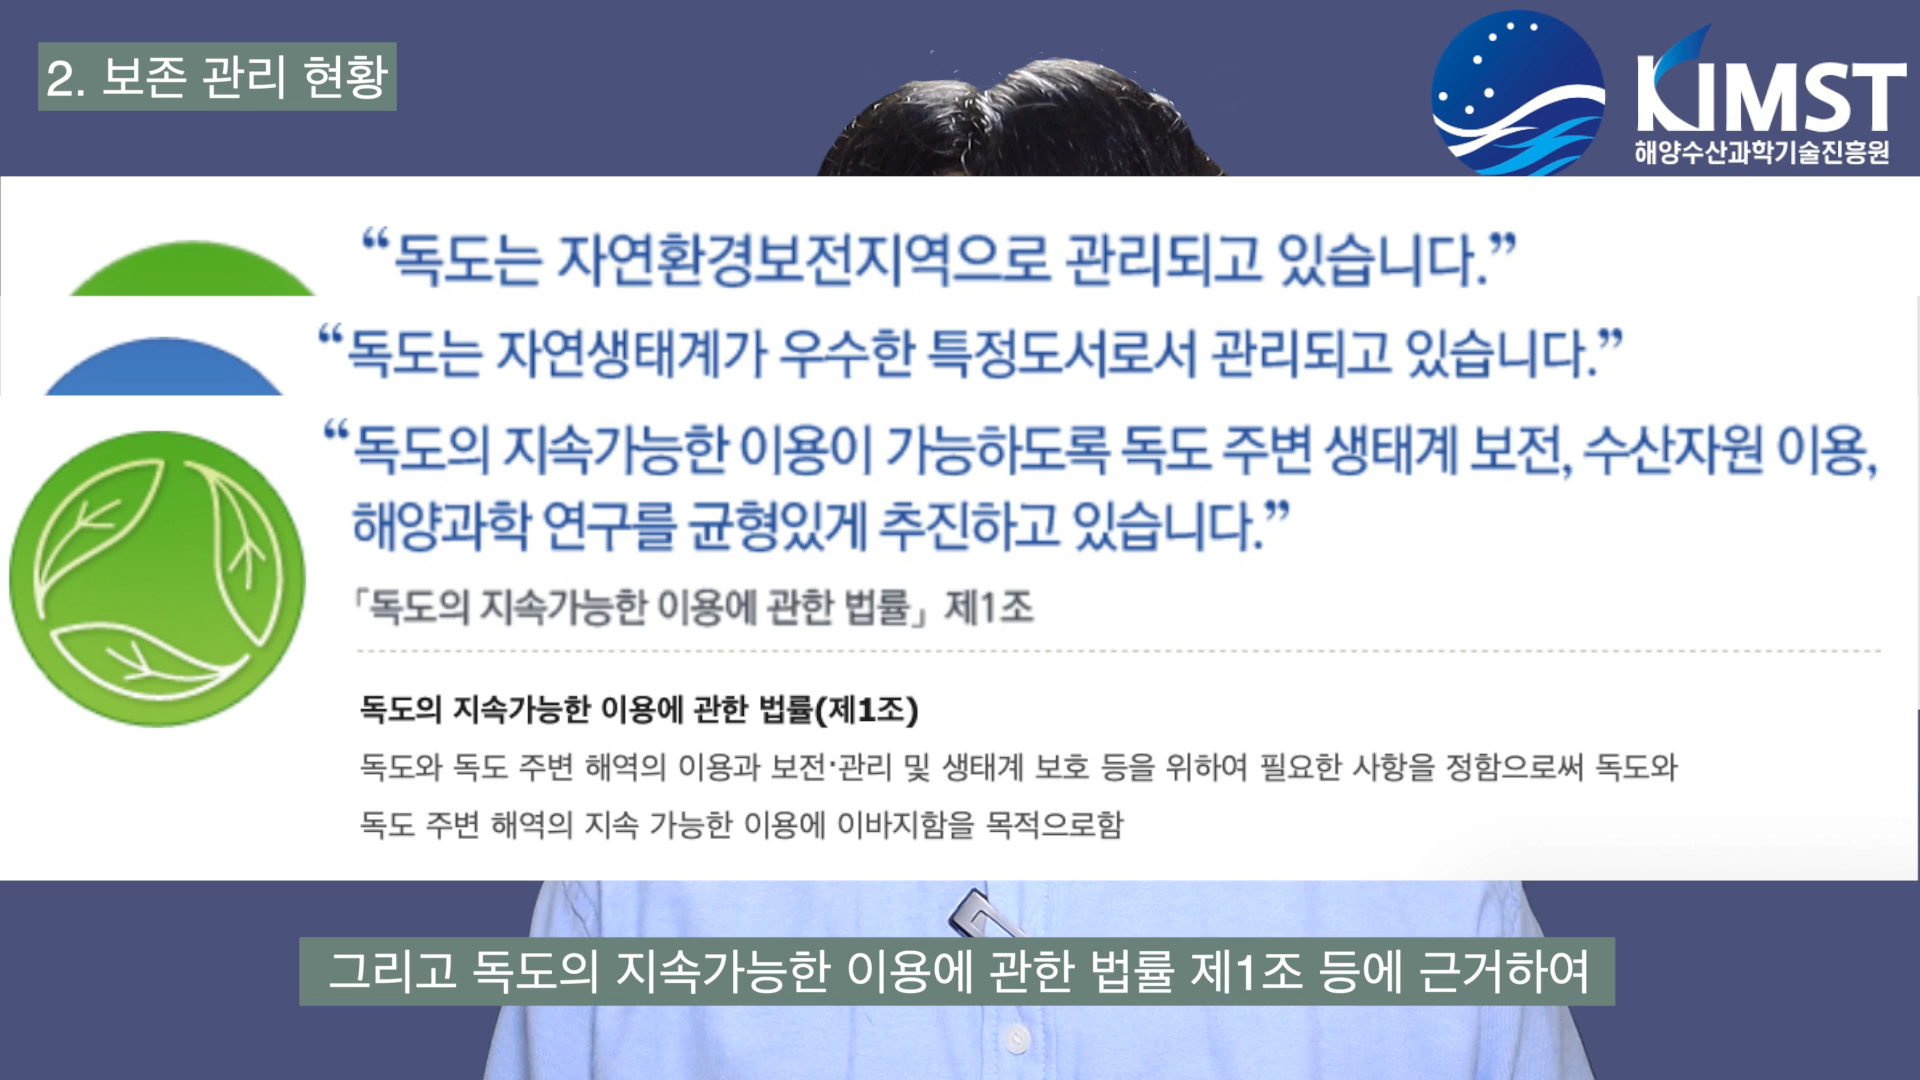 2. 보존 관리 현황
KIMST
해양수산과학기술진흥원
“독도는 자연환경보전지역으로 관리되고 있습니다.”
“독도는 자연생태계가 우수한 특정도서로서 관리되고 있습니다.”
“독도의 지속가능한 이용이 가능하도록 독도 주변 생태계 보전, 수산자원 이용,
해양과학 연구를 균형있게 추진하고 있습니다.”
「독도의 지속가능한 이용에 관한 법률」 제1조
독도의 지속가능한 이용에 관한 법률(제1조)
독도와 독도 주변 해역의 이용과 보전·관리 및 생태계 보호 등을 위하여 필요한 사항을 정함으로써 독도와
독도 주변 해역의 지속 가능한 이용에 이바지함을 목적으로함
그리고 독도의 지속가능한 이용에 관한 법률 제1조 등에 근거하여